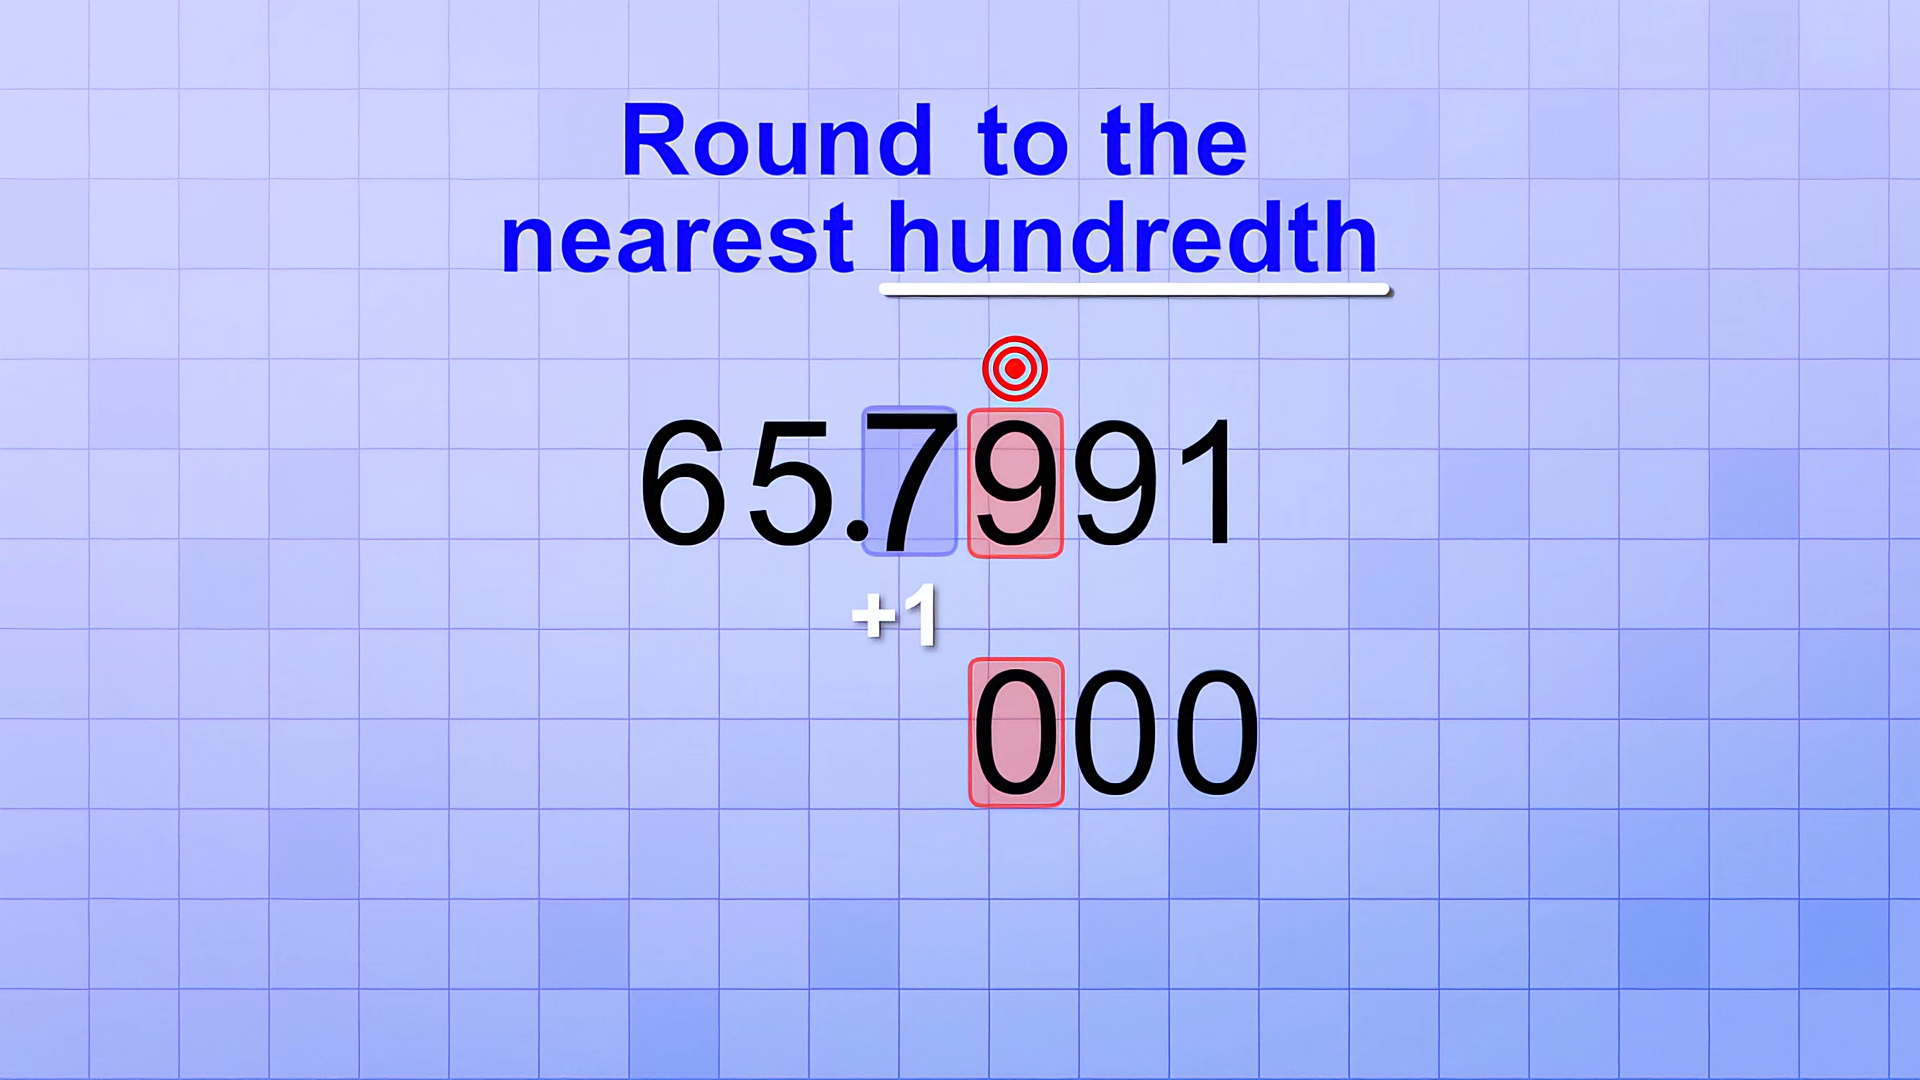 Round to the
nearest hundredth
65.7991
+1
000